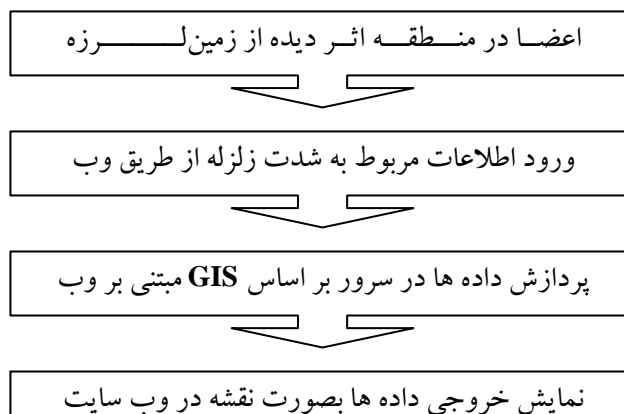 اعضا در منطقه اثر دیده از زمین‌لرزه
ورود اطلاعات مربوط به شدت زلزله از طریق وب
پردازش داده ها در سرور بر اساس GIS مبتنی بر وب
نمایش خروجی داده ها بصورت نقشه در وب سایت